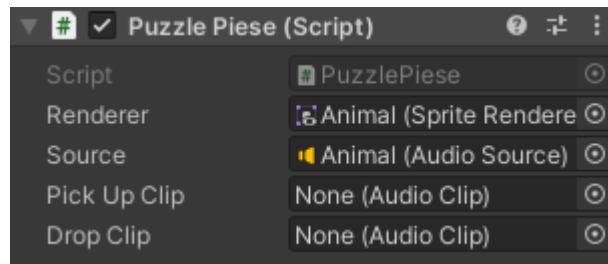 Puzzle Piese (Script)
Script PuzzlePiese
Renderer Animal (Sprite Rendere
Source Animal (Audio Source)
Pick Up Clip None (Audio Clip)
Drop Clip None (Audio Clip)